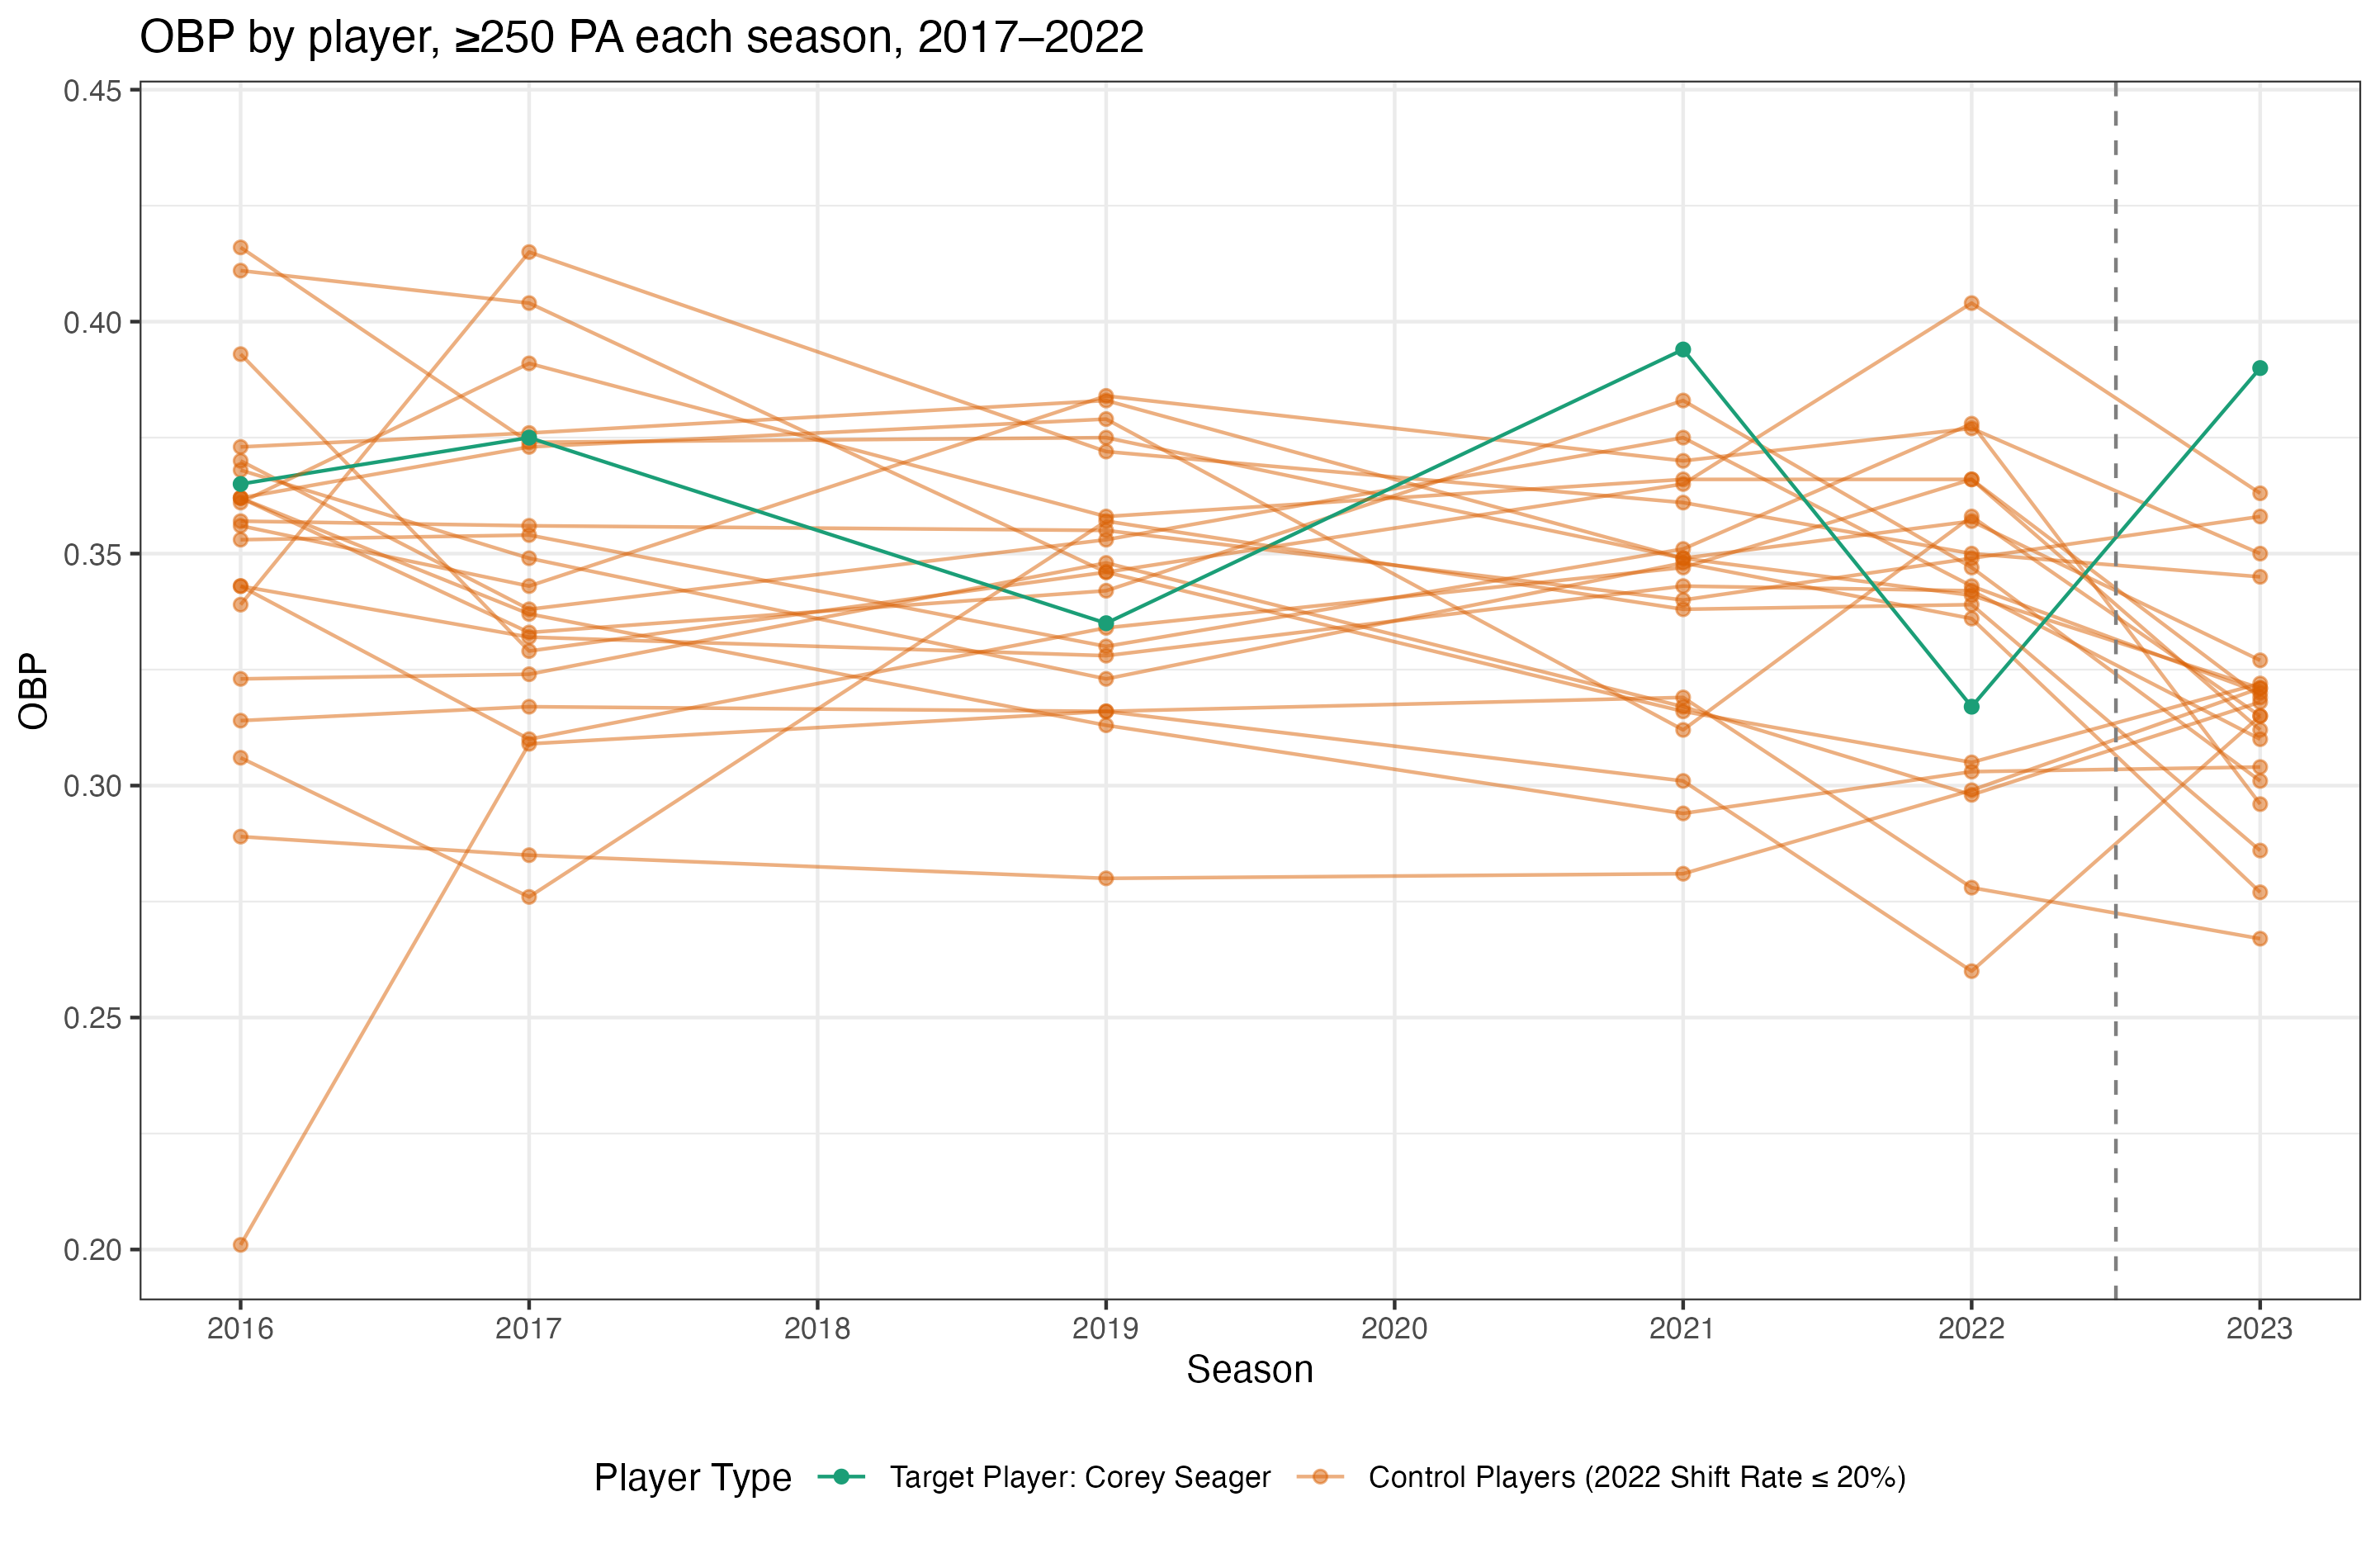 OBP by player, ≥250 PA each season, 2017–2022
0.45
0.40
0.35
0.30
0.25
0.20
OBP
2016 2017 2018 2019 2020 2021 2022 2023
Season
Player Type Target Player: Corey Seager Control Players (2022 Shift Rate ≤ 20%)